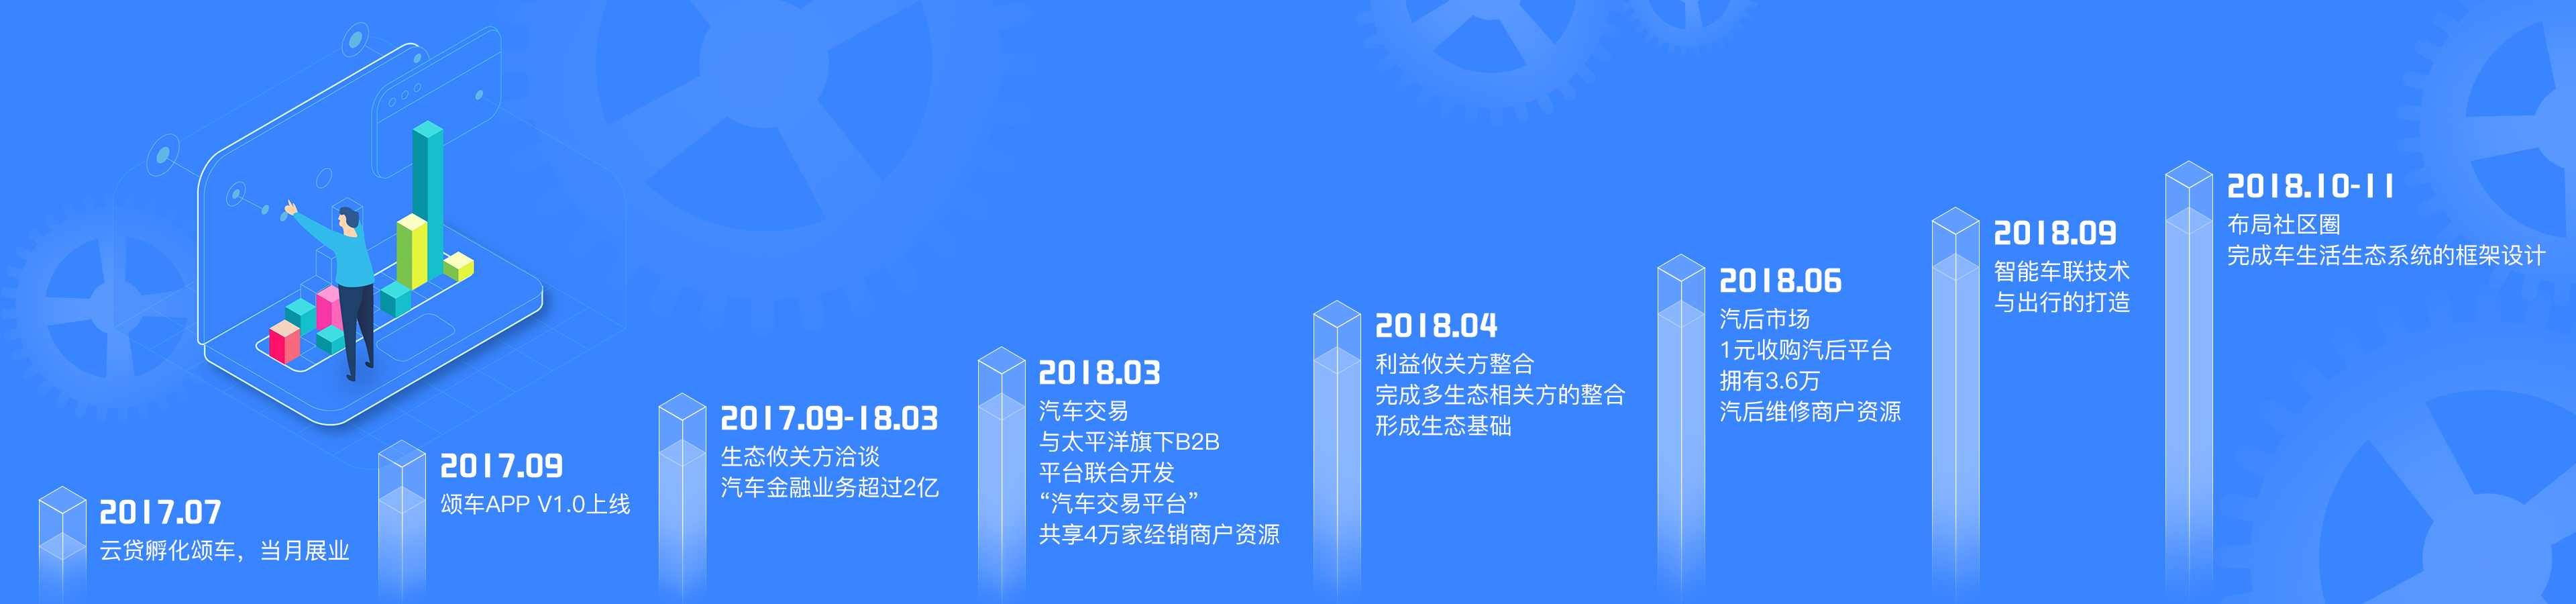 2017.07
云贷孵化颂车，当月展业
2017.09
颂车APP V1.0上线
2017.09-18.03
生态攸关方洽谈
汽车金融业务超过2亿
2018.03
汽车交易
与太平洋旗下B2B
平台联合开发
“汽车交易平台”
共享4万家经销商户资源
2018.04
利益攸关方整合
完成多生态相关方的整合
形成生态基础
2018.06
汽后市场
1元收购汽后平台
拥有3.6万
汽后维修商户资源
2018.09
智能车联技术
与出行的打造
2018.10-11
布局社区圈
完成车生活生态系统的框架设计